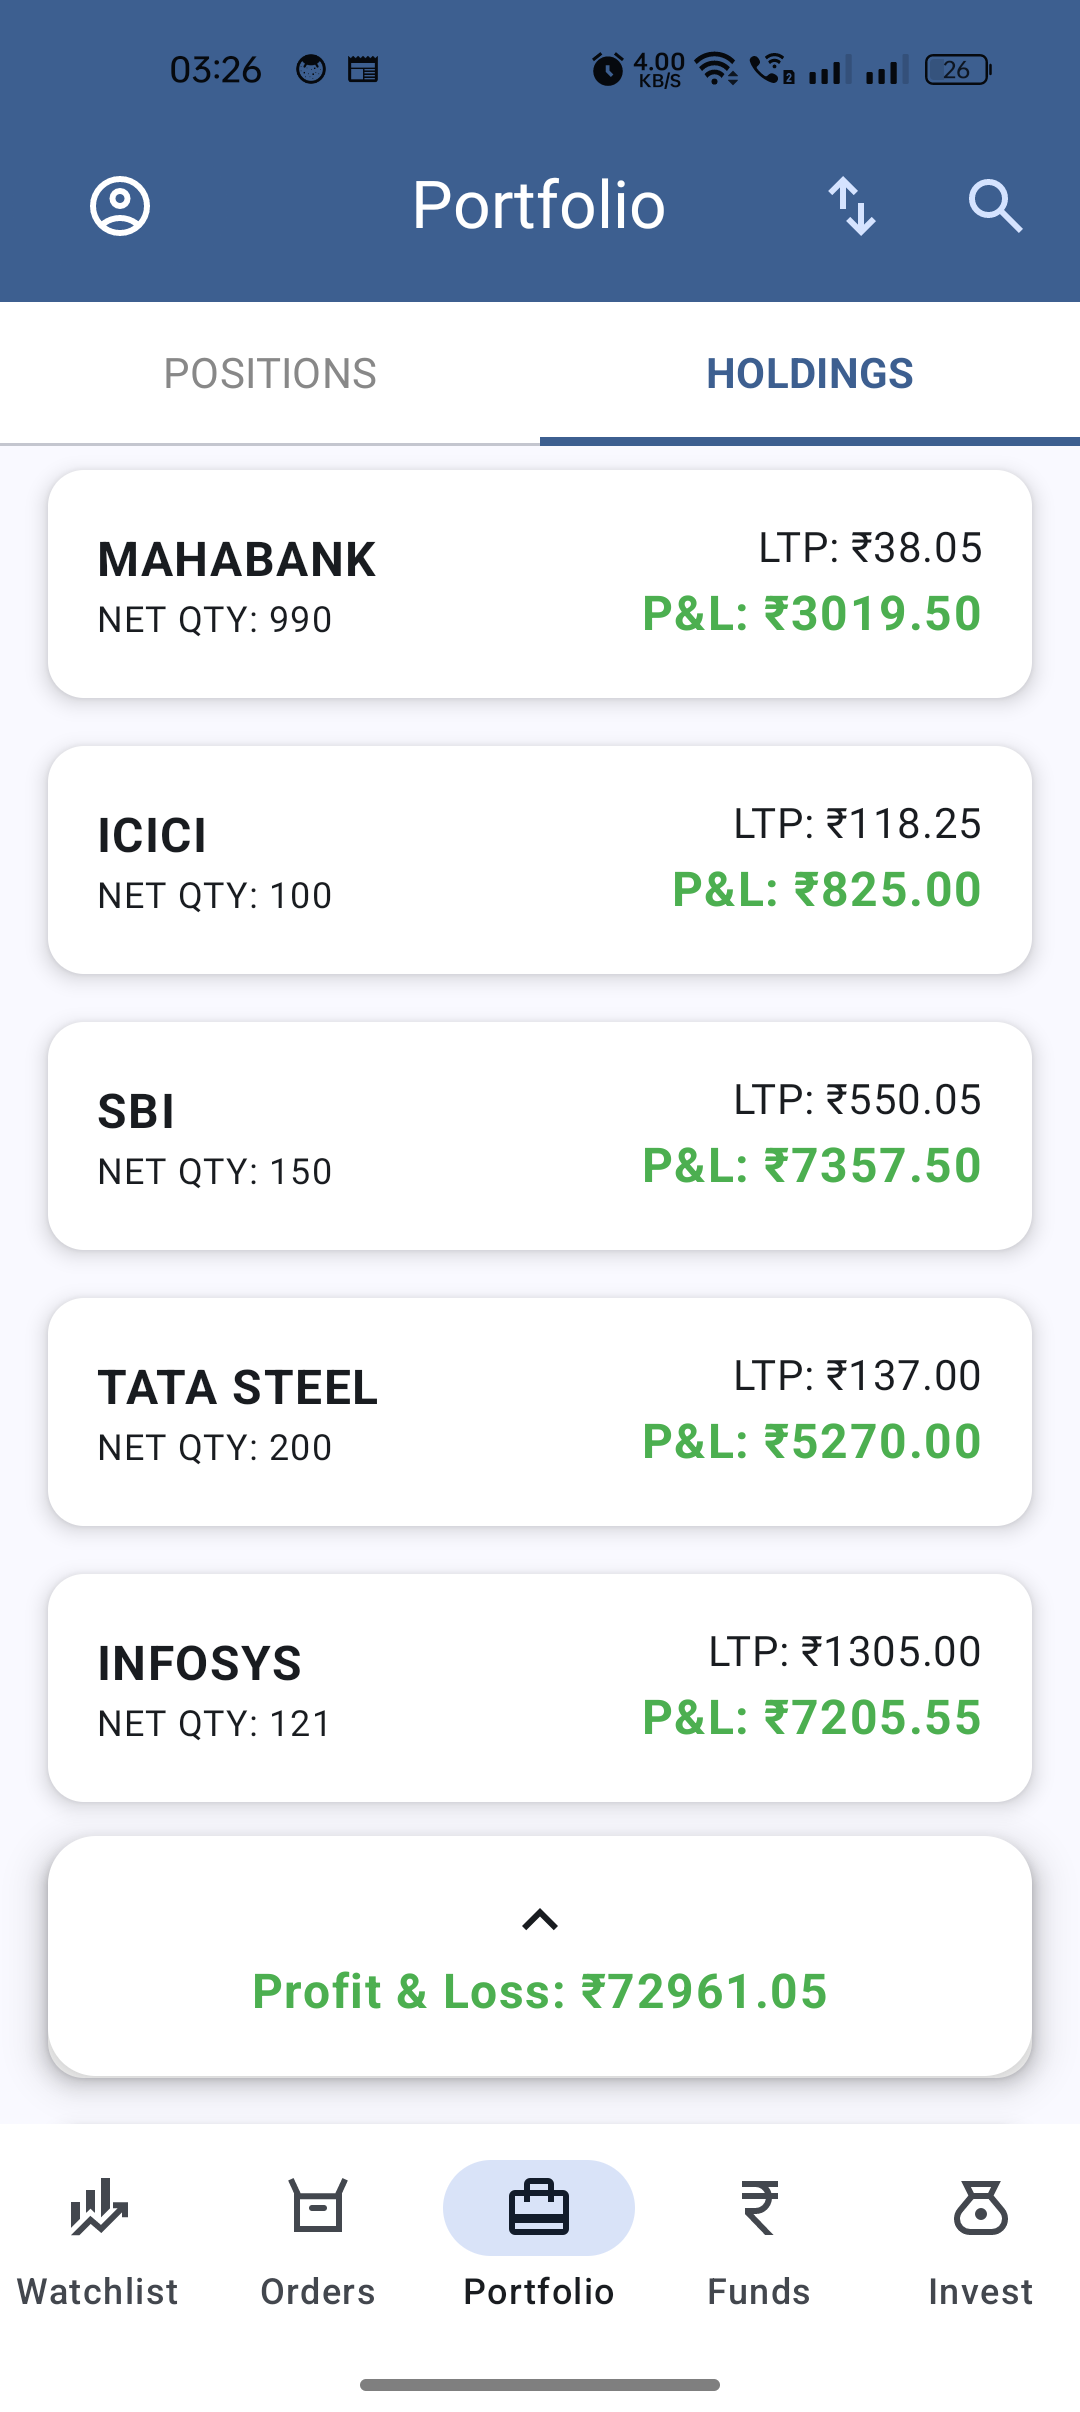 03:26 4.00 KB/S 2 26
Portfolio
POSITIONS HOLDINGS
MAHABANK
NET QTY: 990
LTP: ₹38.05
P&L: ₹3019.50
ICICI
NET QTY: 100
LTP: ₹118.25
P&L: ₹825.00
SBI
NET QTY: 150
LTP: ₹550.05
P&L: ₹7357.50
TATA STEEL
NET QTY: 200
LTP: ₹137.00
P&L: ₹5270.00
INFOSYS
NET QTY: 121
LTP: ₹1305.00
P&L: ₹7205.55
Profit & Loss: ₹72961.05
Watchlist Orders Portfolio Funds Invest